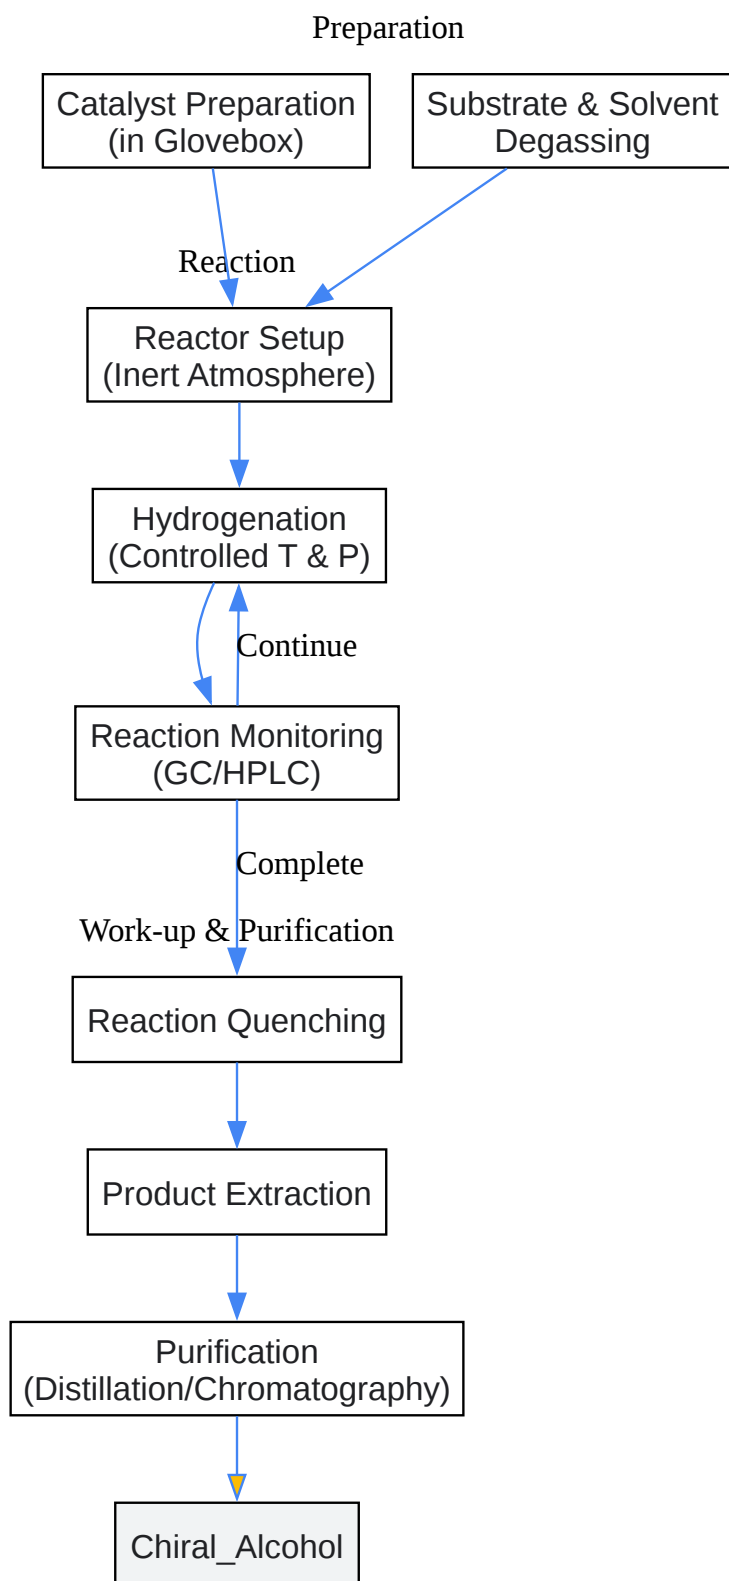 Preparation
Catalyst Preparation
(in Glovebox)
Substrate & Solvent
Degassing
Reaction
Reactor Setup
(Inert Atmosphere)
Hydrogenation
(Controlled T & P)
Continue
Reaction Monitoring
(GC/HPLC)
Complete
Work-up & Purification
Reaction Quenching
Product Extraction
Purification
(Distillation/Chromatography)
Chiral_Alcohol